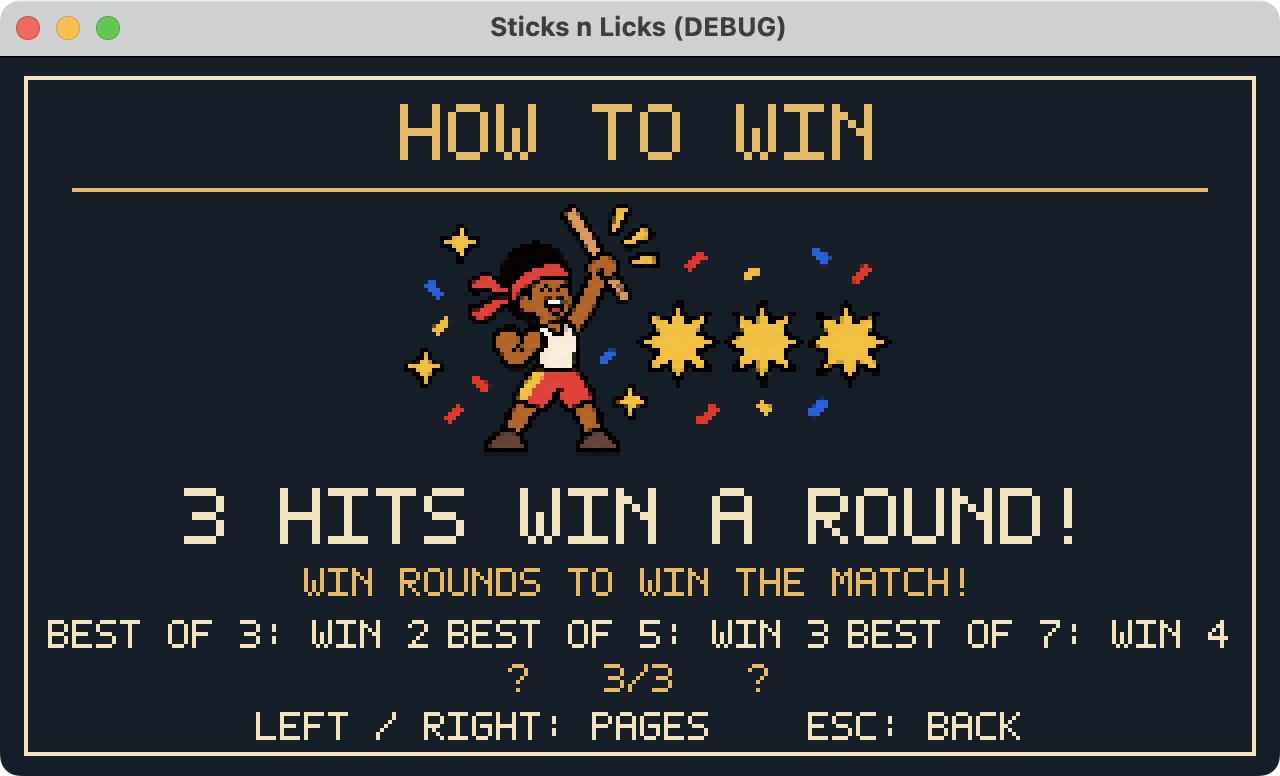 Sticks n Licks (DEBUG)
HOW TO WIN
3 HITS WIN A ROUND!
WIN ROUNDS TO WIN THE MATCH!
BEST OF 3: WIN 2 BEST OF 5: WIN 3 BEST OF 7: WIN 4
? 3/3 ?
LEFT / RIGHT: PAGES ESC: BACK